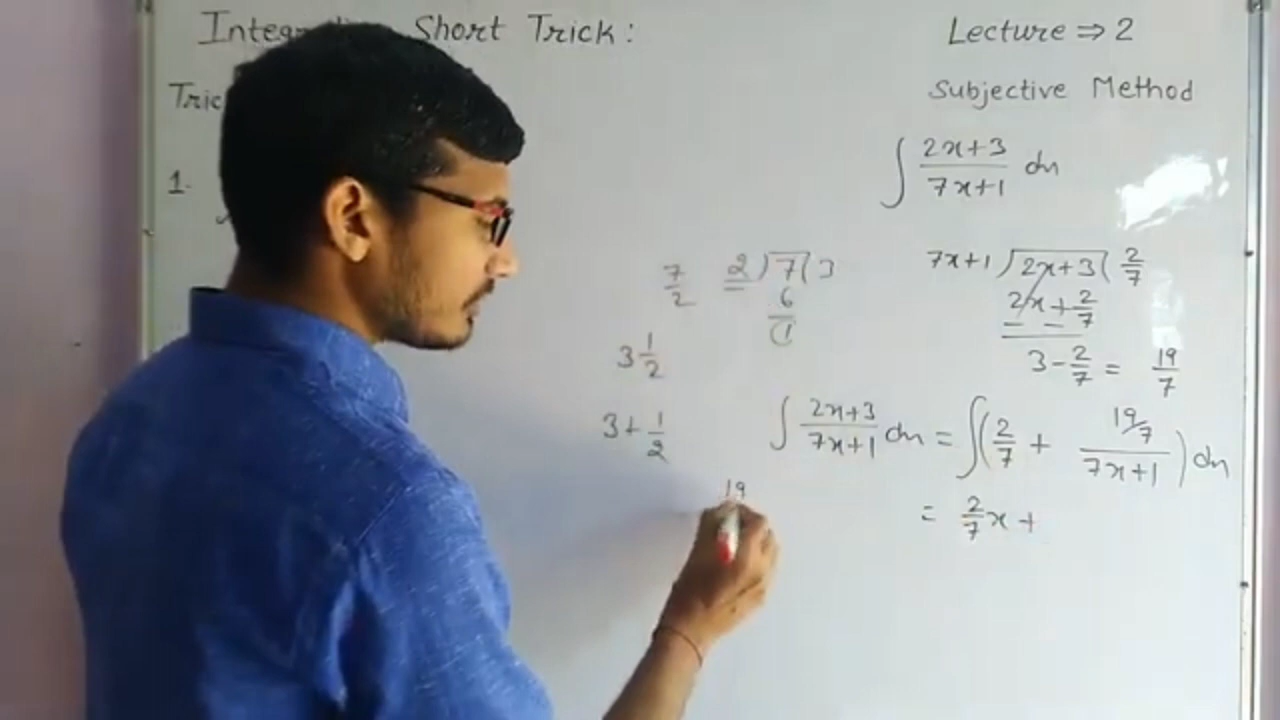 Short Trick :
Lecture ⇒ 2
Subjective Method
1.
∫ (2x+3)/(7x+1) dx
7/2
2 ) 7 ( 3
6
1
3 1/2
3 + 1/2
7x+1 ) 2x+3 ( 2/7
2x + 2/7
− −
3 − 2/7 = 19/7
∫ (2x+3)/(7x+1) dx = ∫ ( 2/7 + (19/7)/(7x+1) ) dx
= 2/7 x +
19